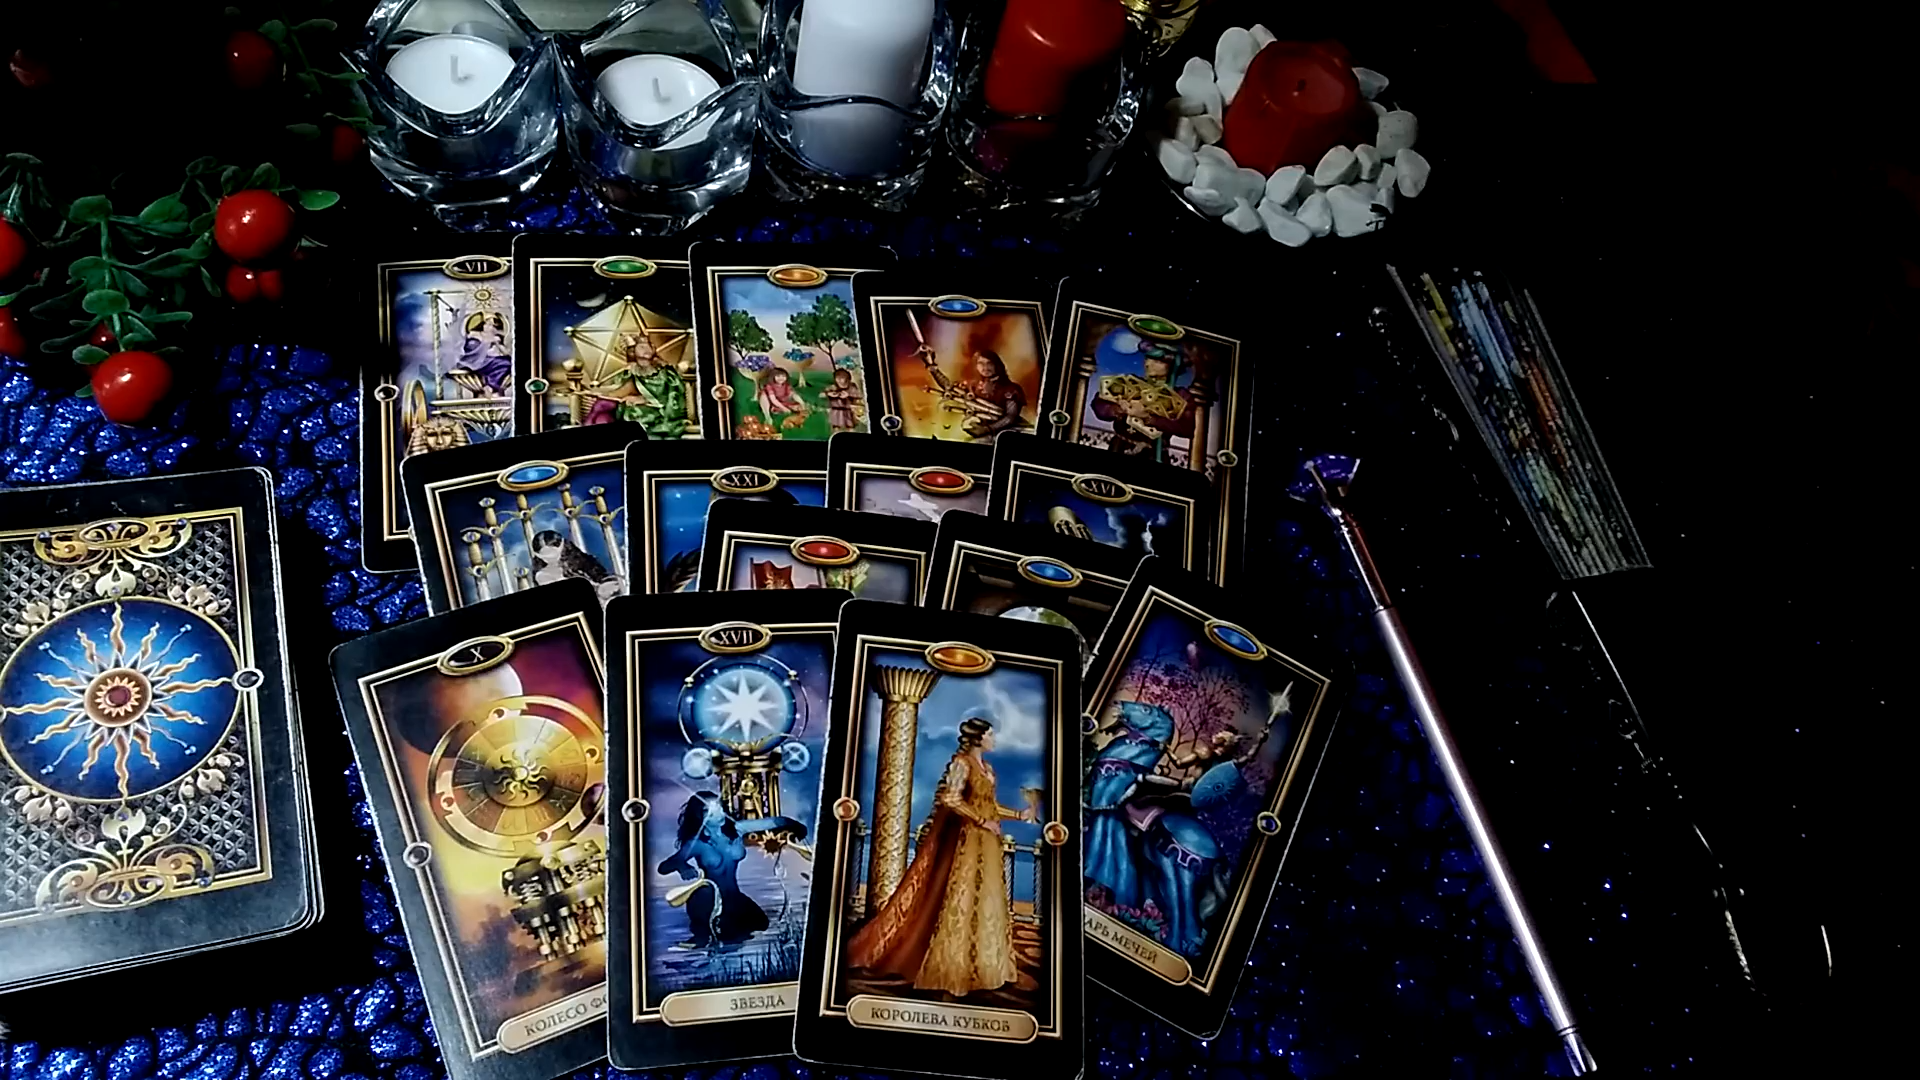 VII
XXI
XVI
X
XVII
КОЛЕСО ФО
ЗВЕЗДА
КОРОЛЕВА КУБКОВ
АРЬ МЕЧЕЙ